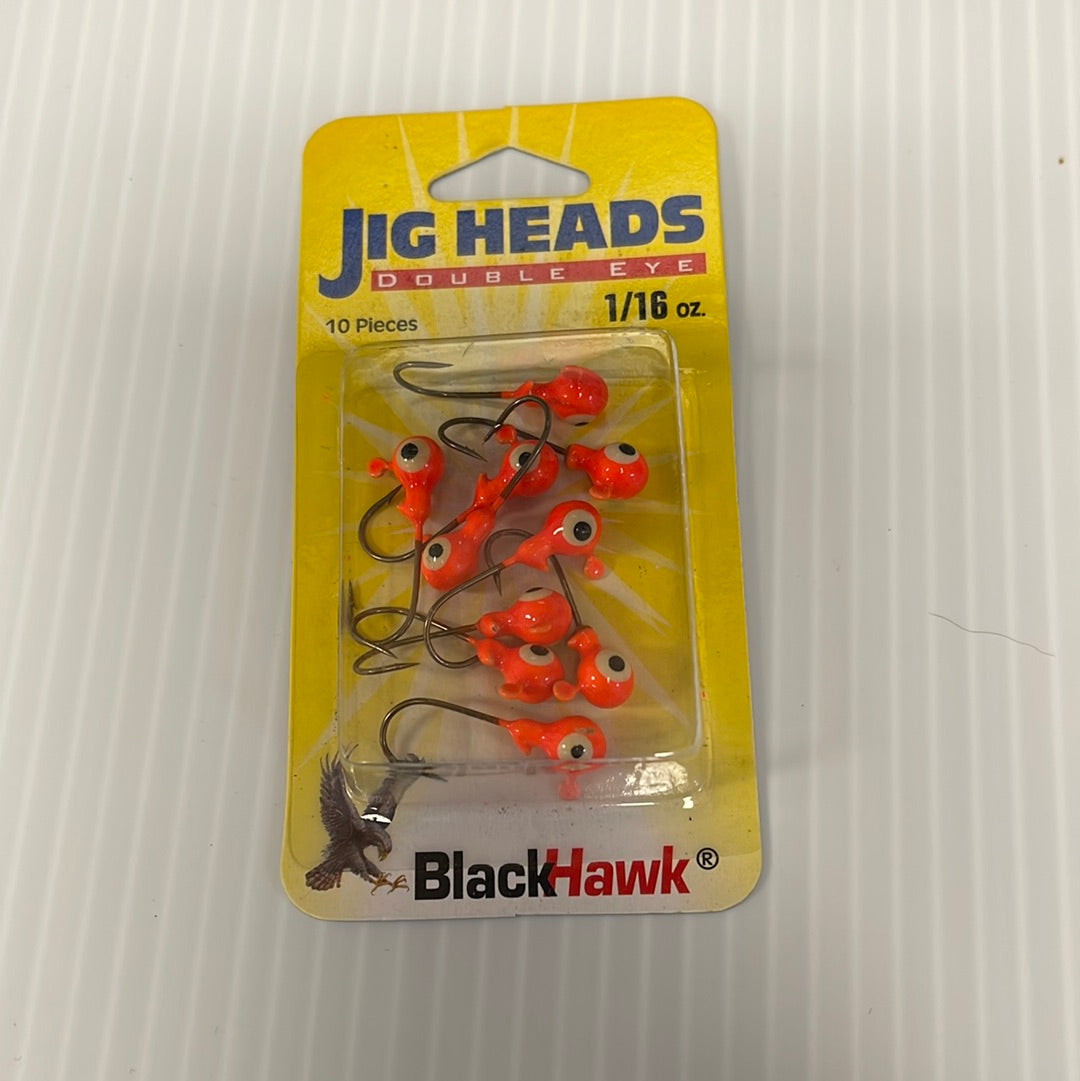 JIG HEADS
DOUBLE EYE
1/16 oz.
10 Pieces
BlackHawk®